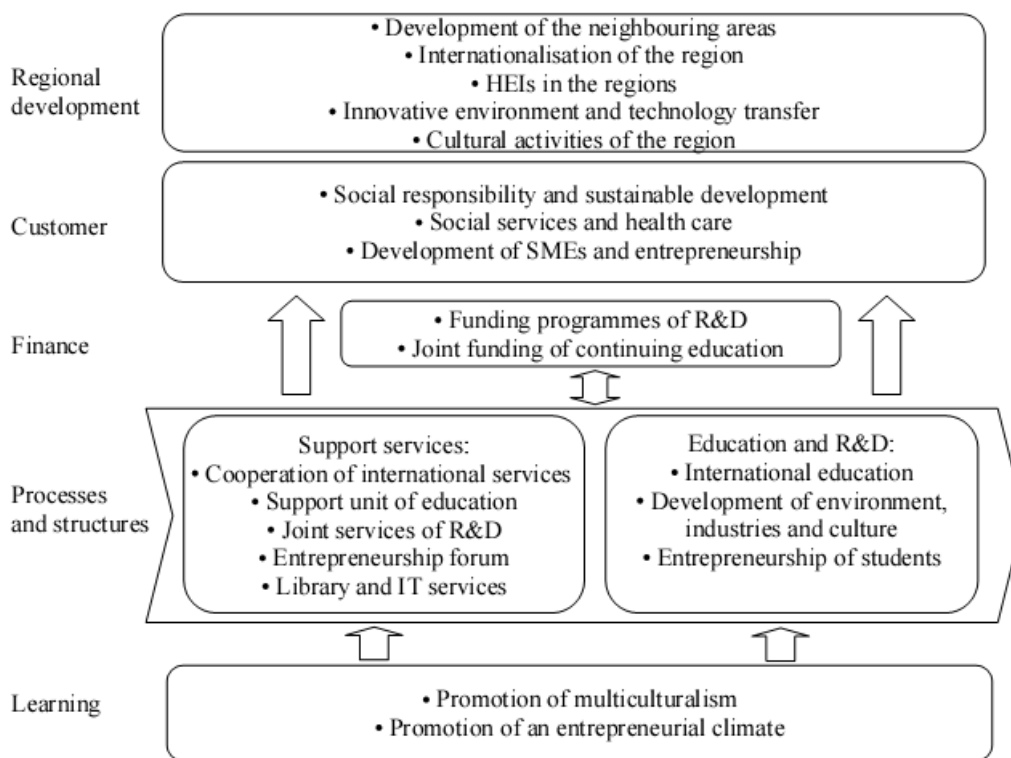 Regional
development
• Development of the neighbouring areas
• Internationalisation of the region
• HEIs in the regions
• Innovative environment and technology transfer
• Cultural activities of the region
Customer
• Social responsibility and sustainable development
• Social services and health care
• Development of SMEs and entrepreneurship
Finance
• Funding programmes of R&D
• Joint funding of continuing education
Processes
and structures
Support services:
• Cooperation of international services
• Support unit of education
• Joint services of R&D
• Entrepreneurship forum
• Library and IT services
Education and R&D:
• International education
• Development of environment,
industries and culture
• Entrepreneurship of students
Learning
• Promotion of multiculturalism
• Promotion of an entrepreneurial climate